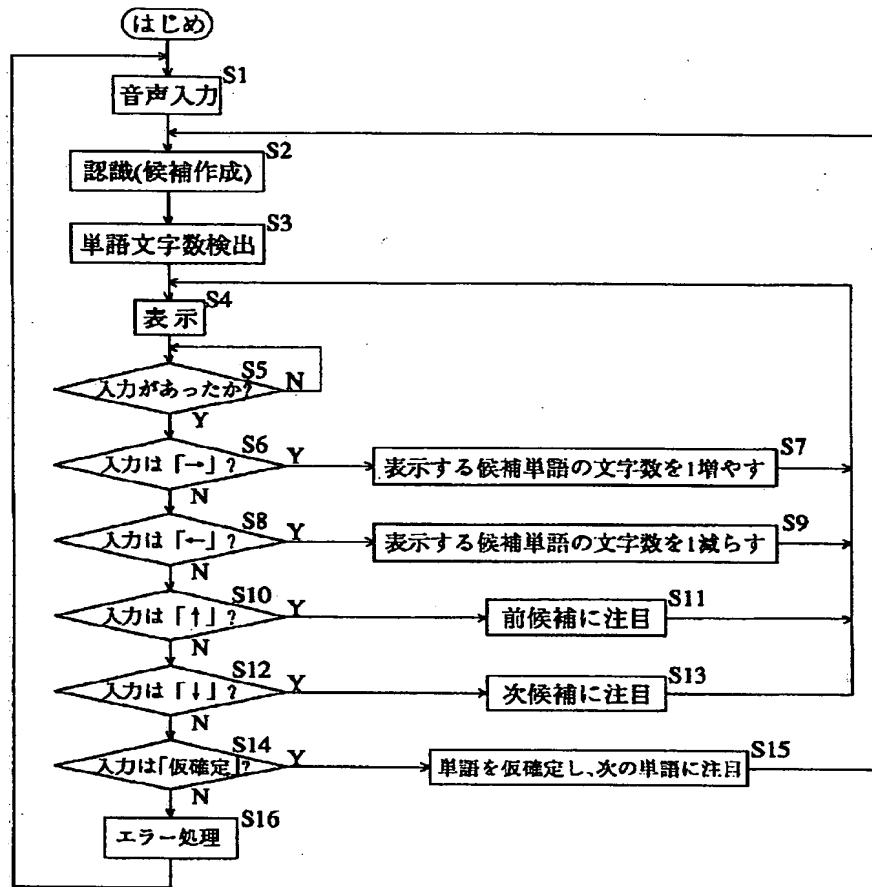 はじめ
S1
音声入力
S2
認識(候補作成)
S3
単語文字数検出
S4
表示
S5
入力があったか?
N
Y
S6
入力は「→」?
Y
S7
表示する候補単語の文字数を1増やす
N
S8
入力は「←」?
Y
S9
表示する候補単語の文字数を1減らす
N
S10
入力は「↑」?
Y
S11
前候補に注目
N
S12
入力は「↓」?
Y
S13
次候補に注目
N
S14
入力は「仮確定」?
Y
S15
単語を仮確定し、次の単語に注目
N
S16
エラー処理